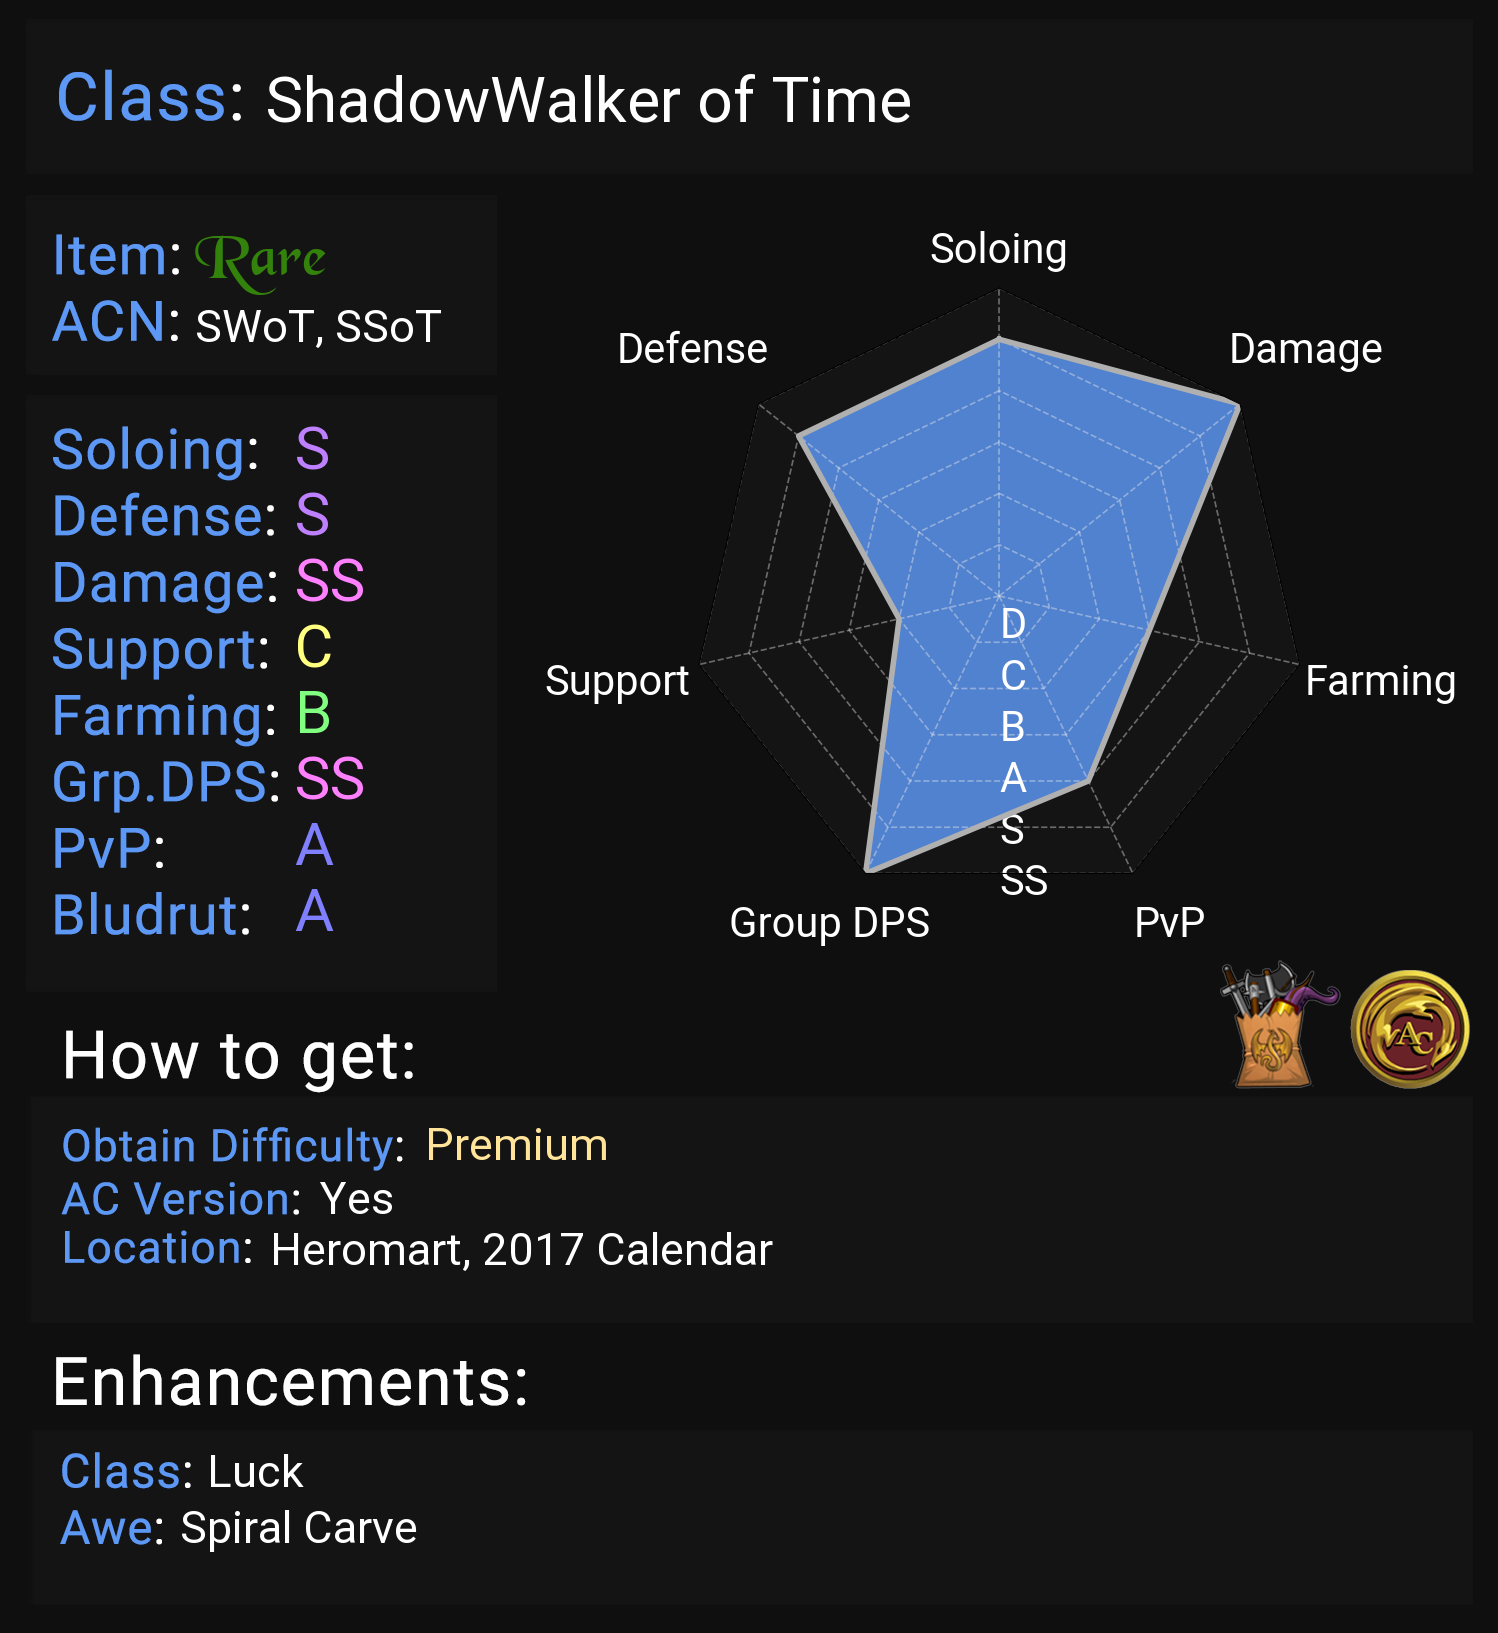 Class: ShadowWalker of Time
Item: Rare
ACN: SWoT, SSoT
Soloing: S
Defense: S
Damage: SS
Support: C
Farming: B
Grp.DPS: SS
PvP: A
Bludrut: A
Soloing
Defense
Damage
Support
Farming
Group DPS
PvP
D
C
B
A
S
SS
AC
How to get:
Obtain Difficulty: Premium
AC Version: Yes
Location: Heromart, 2017 Calendar
Enhancements:
Class: Luck
Awe: Spiral Carve